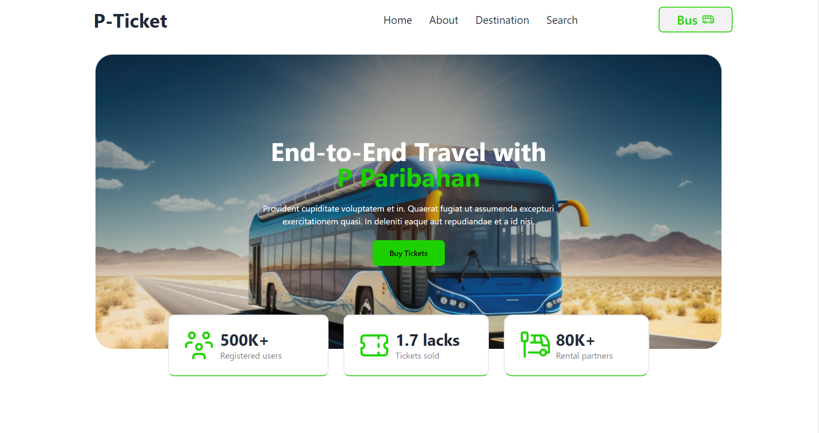 P-Ticket
Home About Destination Search
Bus
End-to-End Travel with
P Paribahan
Provident cupiditate voluptatem et in. Quaerat fugiat ut assumenda excepturi
exercitationem quasi. In deleniti eaque aut repudiandae et a id nisi.
Buy Tickets
500K+
Registered users
1.7 lacks
Tickets sold
80K+
Rental partners